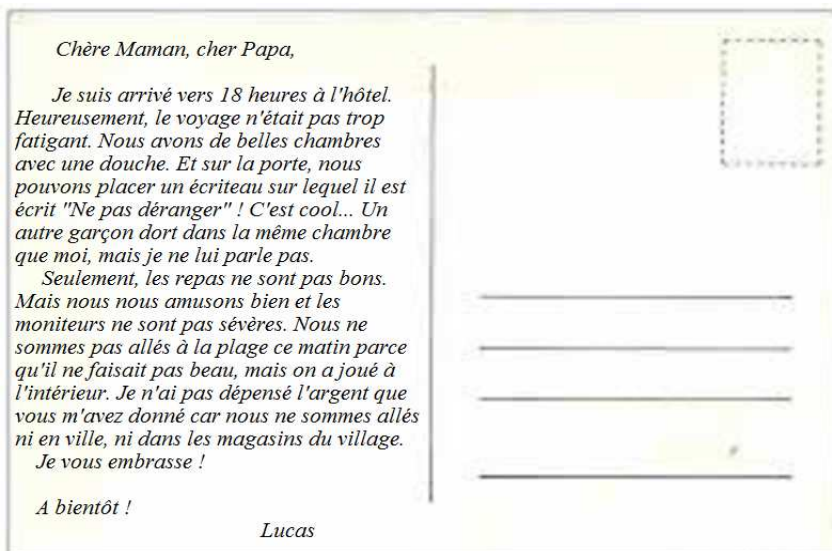 Chère Maman, cher Papa,
Je suis arrivé vers 18 heures à l'hôtel.
Heureusement, le voyage n'était pas trop
fatigant. Nous avons de belles chambres
avec une douche. Et sur la porte, nous
pouvons placer un écriteau sur lequel il est
écrit "Ne pas déranger" ! C'est cool... Un
autre garçon dort dans la même chambre
que moi, mais je ne lui parle pas.
Seulement, les repas ne sont pas bons.
Mais nous nous amusons bien et les
moniteurs ne sont pas sévères. Nous ne
sommes pas allés à la plage ce matin parce
qu'il ne faisait pas beau, mais on a joué à
l'intérieur. Je n'ai pas dépensé l'argent que
vous m'avez donné car nous ne sommes allés
ni en ville, ni dans les magasins du village.
Je vous embrasse !
A bientôt !
Lucas